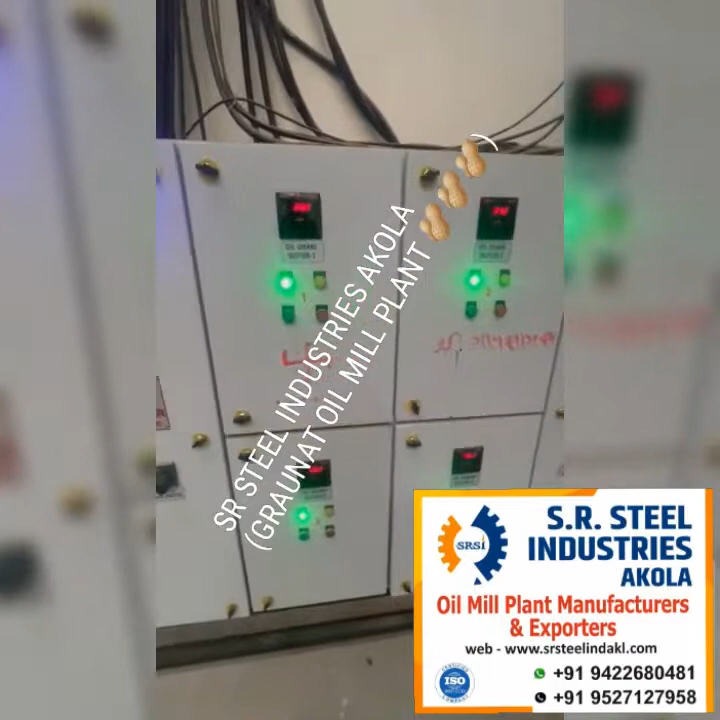 SR STEEL INDUSTRIES AKOLA
(GRAUNAT OIL MILL PLANT 🥜🥜🥜)
S.R. STEEL
INDUSTRIES
AKOLA
SRSI
Oil Mill Plant Manufacturers
& Exporters
web - www.srsteelindakl.com
ISO
+91 9422680481
+91 9527127958